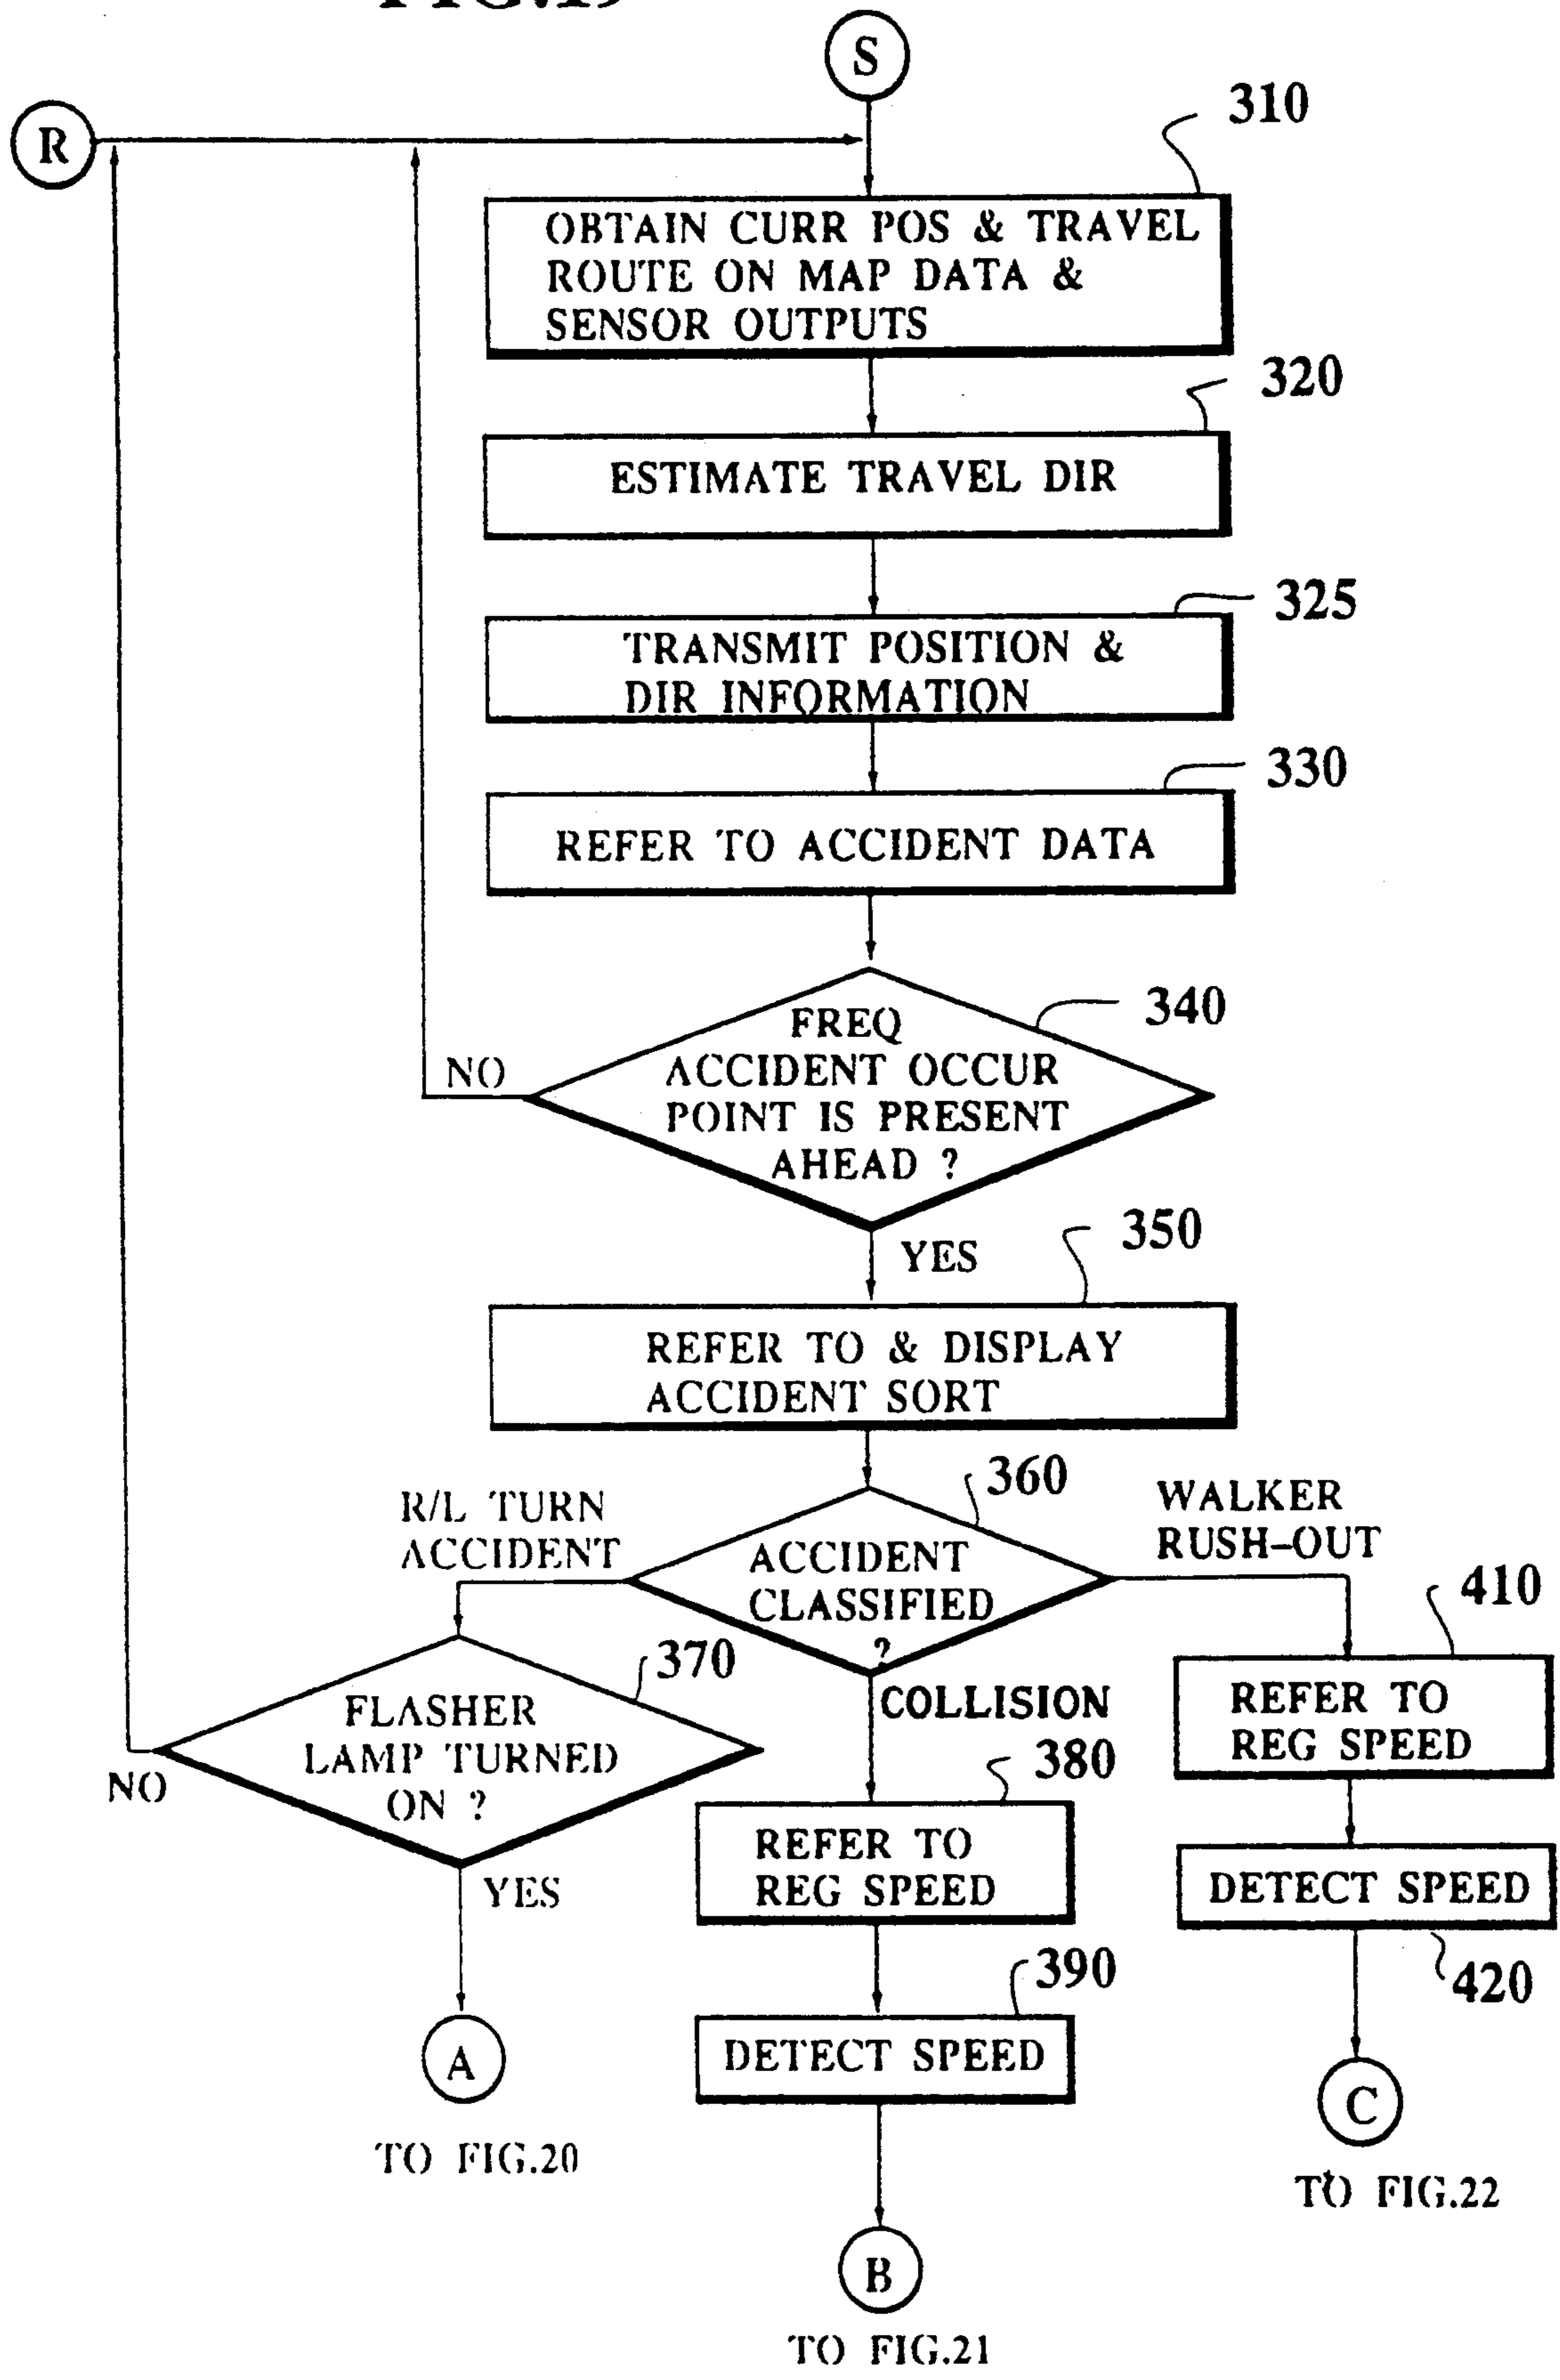 S
R
310
OBTAIN CURR POS & TRAVEL
ROUTE ON MAP DATA &
SENSOR OUTPUTS
320
ESTIMATE TRAVEL DIR
325
TRANSMIT POSITION &
DIR INFORMATION
330
REFER TO ACCIDENT DATA
340
FREQ
ACCIDENT OCCUR
POINT IS PRESENT
AHEAD ?
NO
YES
350
REFER TO & DISPLAY
ACCIDENT SORT
360
ACCIDENT
CLASSIFIED
?
R/L TURN
ACCIDENT
WALKER
RUSH-OUT
COLLISION
370
FLASHER
LAMP TURNED
ON ?
NO
YES
A
TO FIG.20
380
REFER TO
REG SPEED
390
DETECT SPEED
B
TO FIG.21
410
REFER TO
REG SPEED
DETECT SPEED
420
C
TO FIG.22